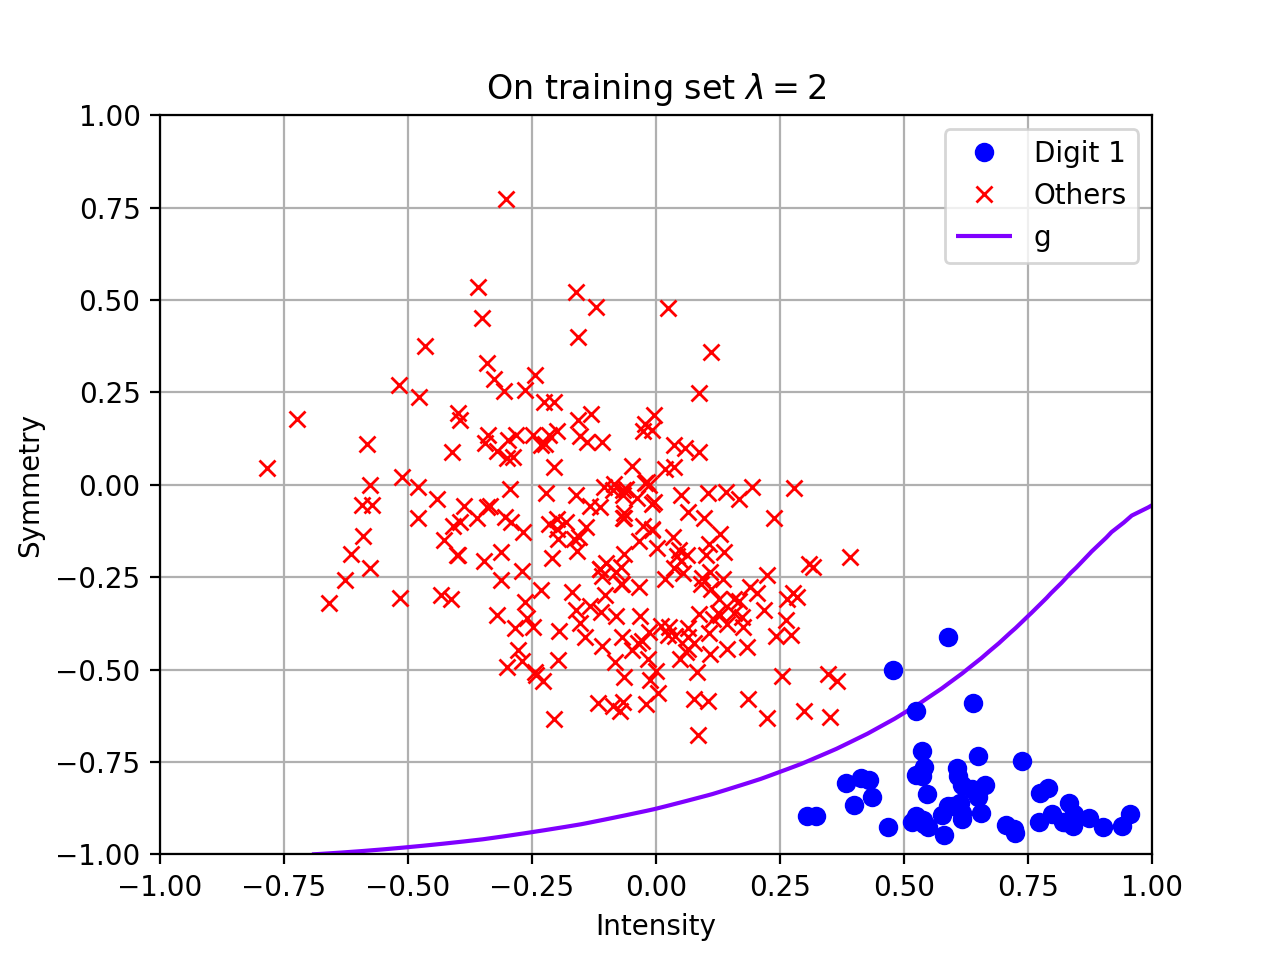 On training set λ = 2
Digit 1
Others
g
1.00
0.75
0.50
0.25
0.00
−0.25
−0.50
−0.75
−1.00
Symmetry
−1.00 −0.75 −0.50 −0.25 0.00 0.25 0.50 0.75 1.00
Intensity